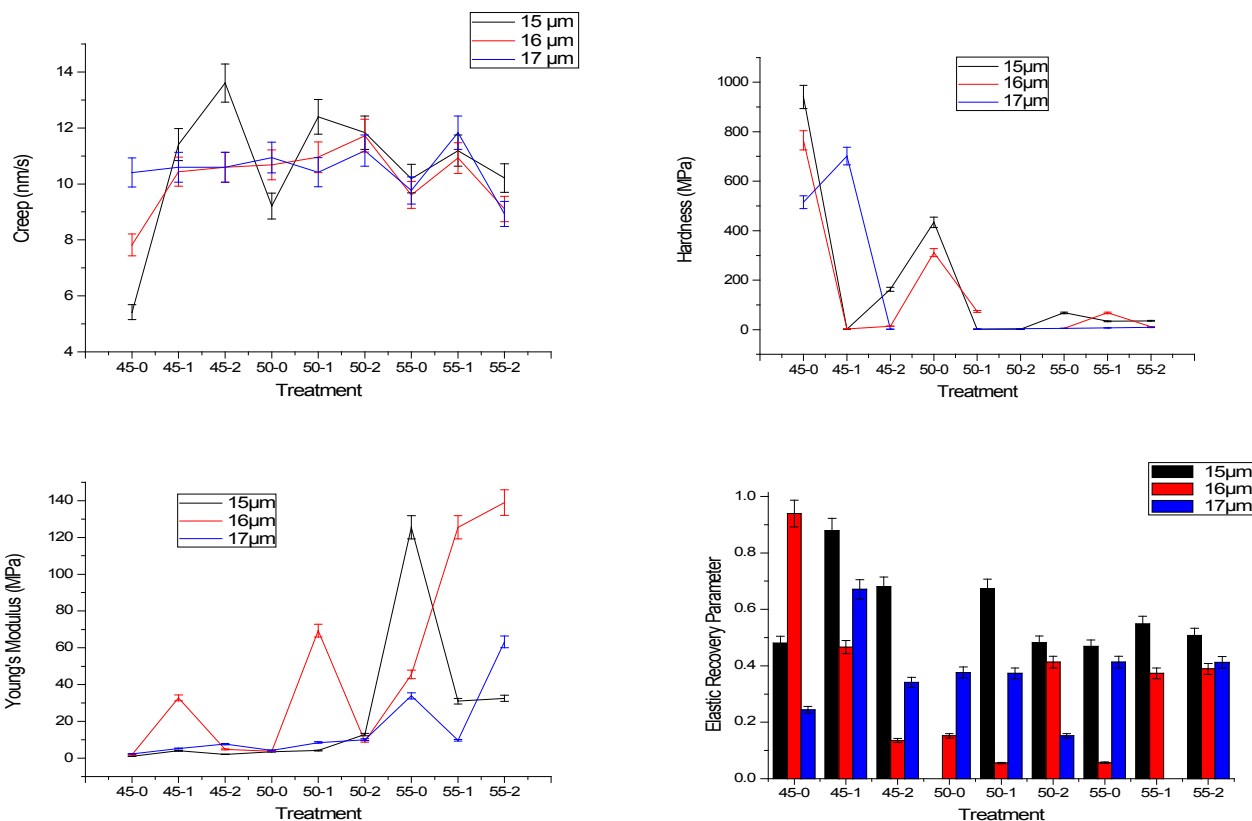 15 µm
16 µm
17 µm
14
12
10
8
6
4
Creep (nm/s)
45-0 45-1 45-2 50-0 50-1 50-2 55-0 55-1 55-2
Treatment
15µm
16µm
17µm
1000
800
600
400
200
0
Hardness (MPa)
45-0 45-1 45-2 50-0 50-1 50-2 55-0 55-1 55-2
Treatment
15µm
16µm
17µm
140
120
100
80
60
40
20
0
Young's Modulus (MPa)
45-0 45-1 45-2 50-0 50-1 50-2 55-0 55-1 55-2
Treatment
15µm
16µm
17µm
1.0
0.8
0.6
0.4
0.2
0.0
Elastic Recovery Parameter
45-0 45-1 45-2 50-0 50-1 50-2 55-0 55-1 55-2
Treatment